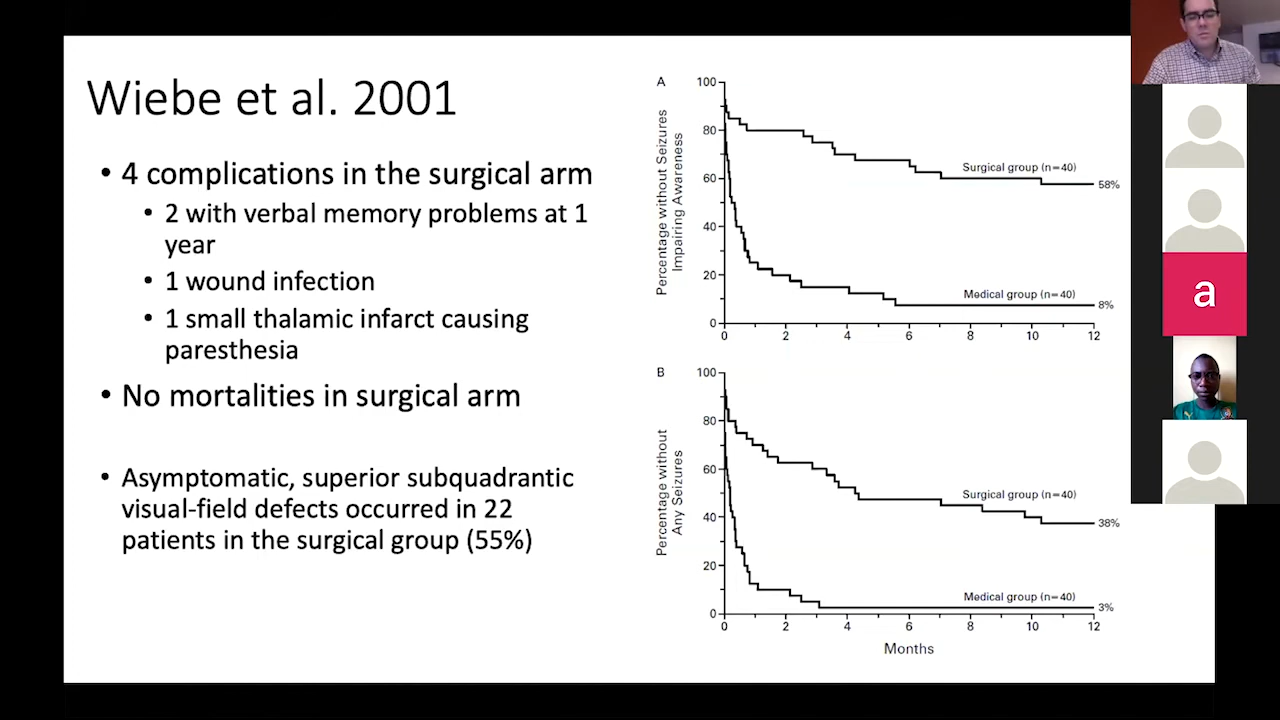 Wiebe et al. 2001
• 4 complications in the surgical arm
• 2 with verbal memory problems at 1
year
• 1 wound infection
• 1 small thalamic infarct causing
paresthesia
• No mortalities in surgical arm
• Asymptomatic, superior subquadrantic
visual-field defects occurred in 22
patients in the surgical group (55%)
A
Percentage without Seizures
Impairing Awareness
100
80
60
40
20
0
Surgical group (n=40)
58%
Medical group (n=40)
8%
0 2 4 6 8 10 12
B
Percentage without
Any Seizures
100
80
60
40
20
0
Surgical group (n=40)
38%
Medical group (n=40)
3%
0 2 4 6 8 10 12
Months
a